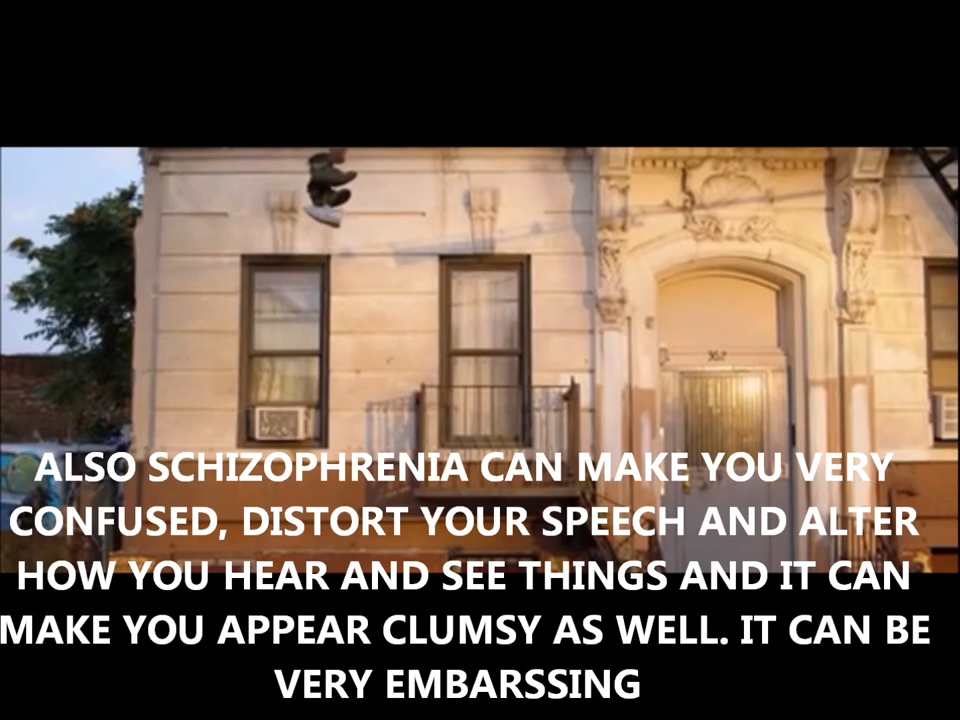 367
ALSO SCHIZOPHRENIA CAN MAKE YOU VERY
CONFUSED, DISTORT YOUR SPEECH AND ALTER
HOW YOU HEAR AND SEE THINGS AND IT CAN
MAKE YOU APPEAR CLUMSY AS WELL. IT CAN BE
VERY EMBARSSING